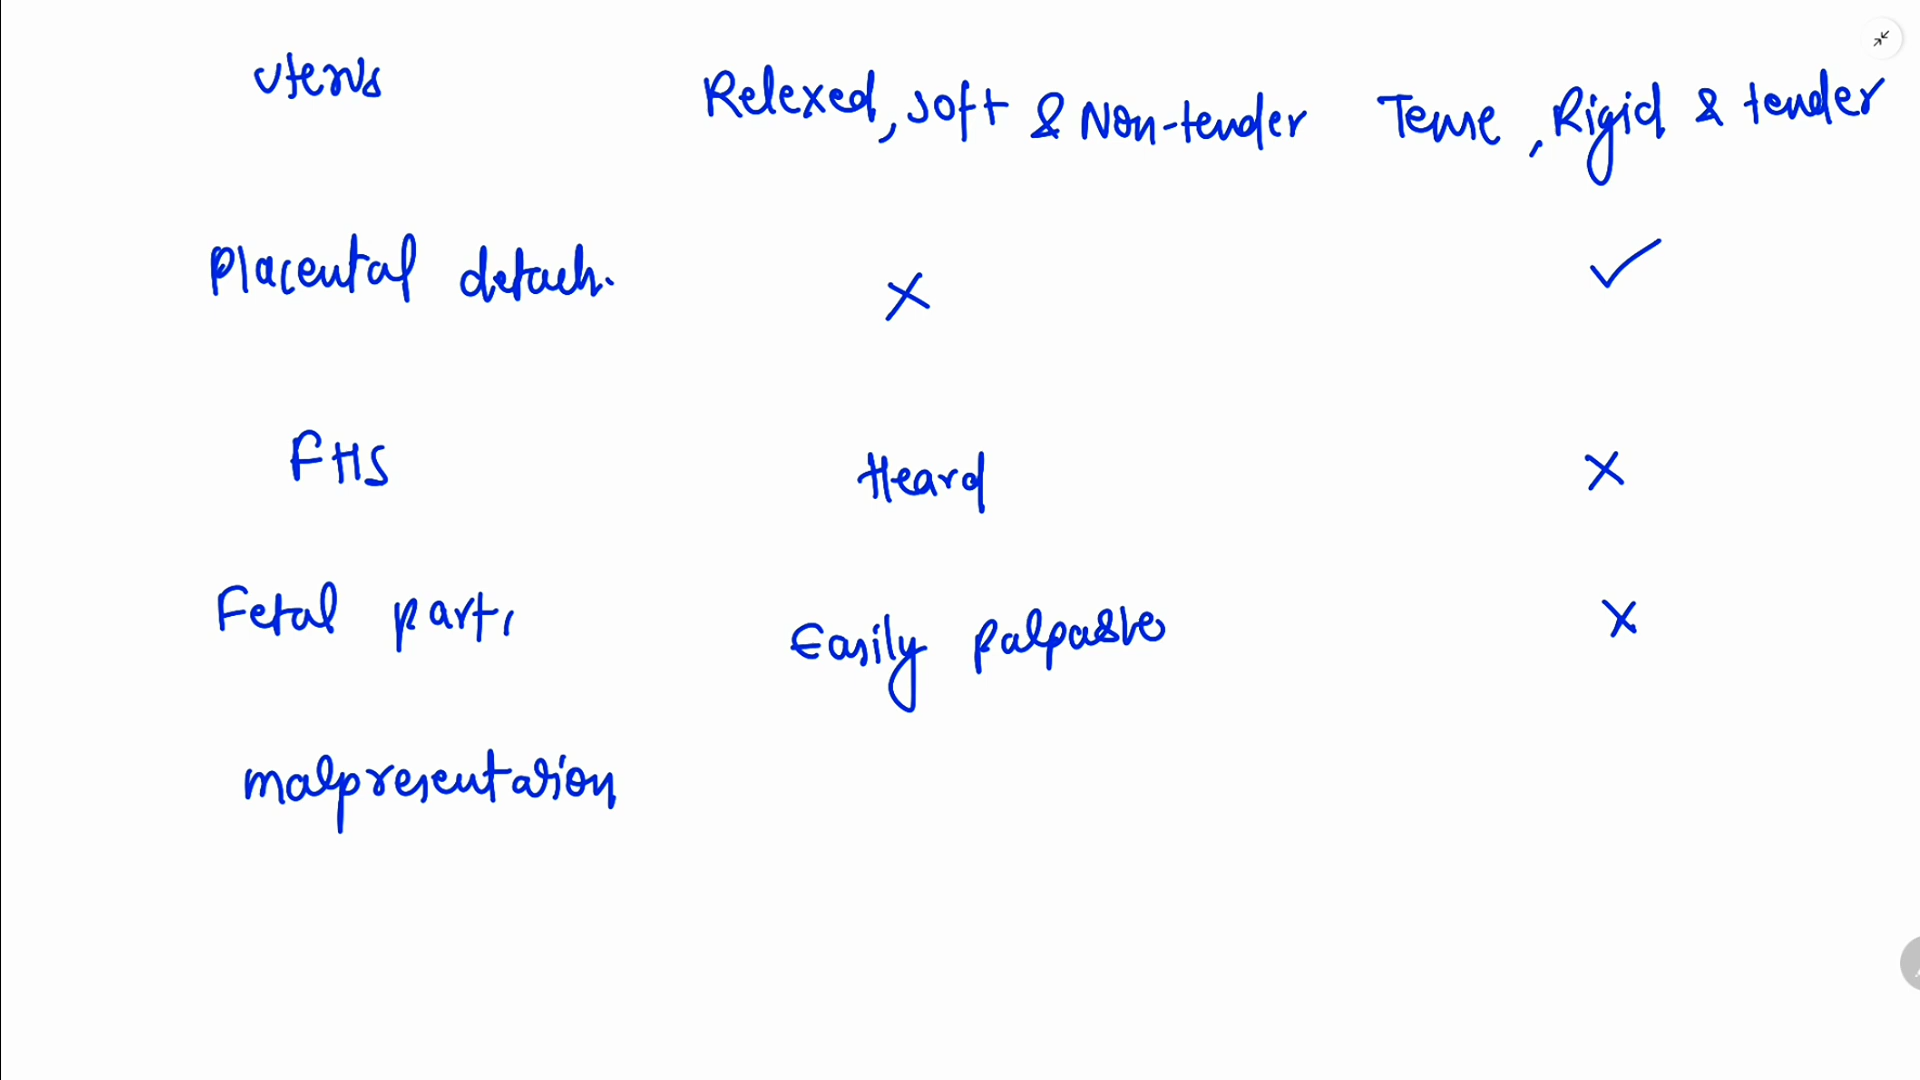 Uterus Relexed, soft & Non-tender Tense, Rigid & tender
Placental detach. X ✓
FHS Heard X
Fetal parts Easily palpable X
malpresentation